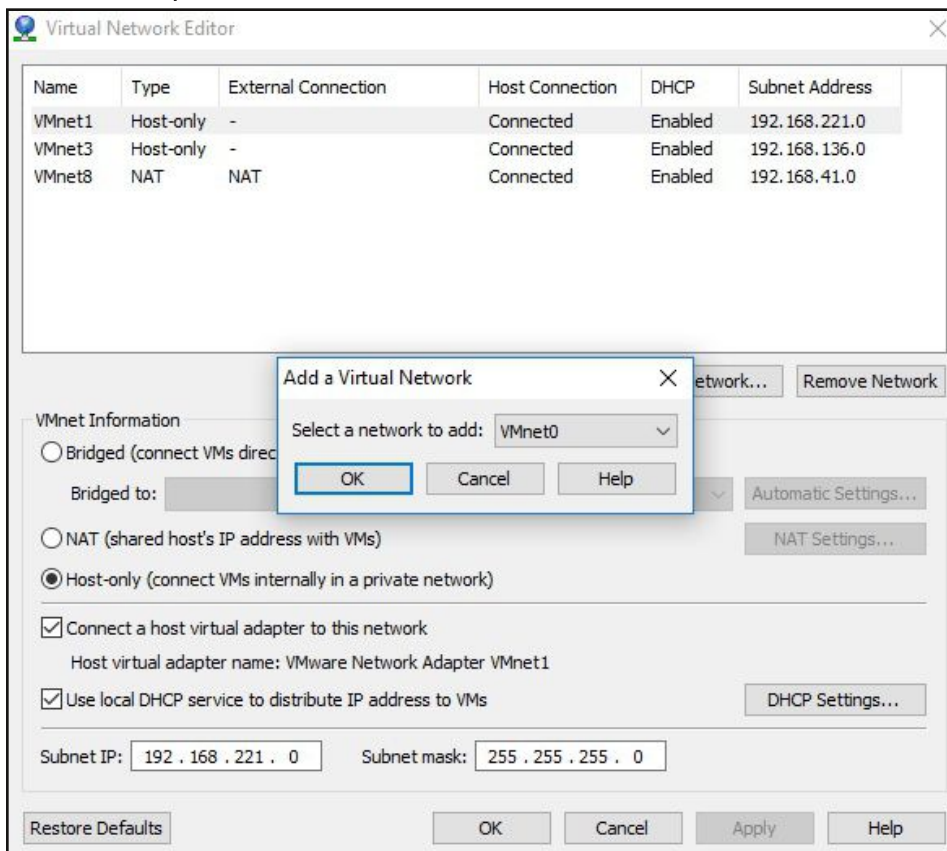 Virtual Network Editor
Name Type External Connection Host Connection DHCP Subnet Address
VMnet1 Host-only - Connected Enabled 192.168.221.0
VMnet3 Host-only - Connected Enabled 192.168.136.0
VMnet8 NAT NAT Connected Enabled 192.168.41.0
Add a Virtual Network
Remove Network
Select a network to add: VMnet0
OK Cancel Help
VMnet Information
Bridged (connect VMs
Bridged to: Automatic Settings...
NAT (shared host's IP address with VMs) NAT Settings...
Host-only (connect VMs internally in a private network)
Connect a host virtual adapter to this network
Host virtual adapter name: VMware Network Adapter VMnet1
Use local DHCP service to distribute IP address to VMs DHCP Settings...
Subnet IP: 192 . 168 . 221 . 0 Subnet mask: 255 . 255 . 255 . 0
Restore Defaults OK Cancel Apply Help